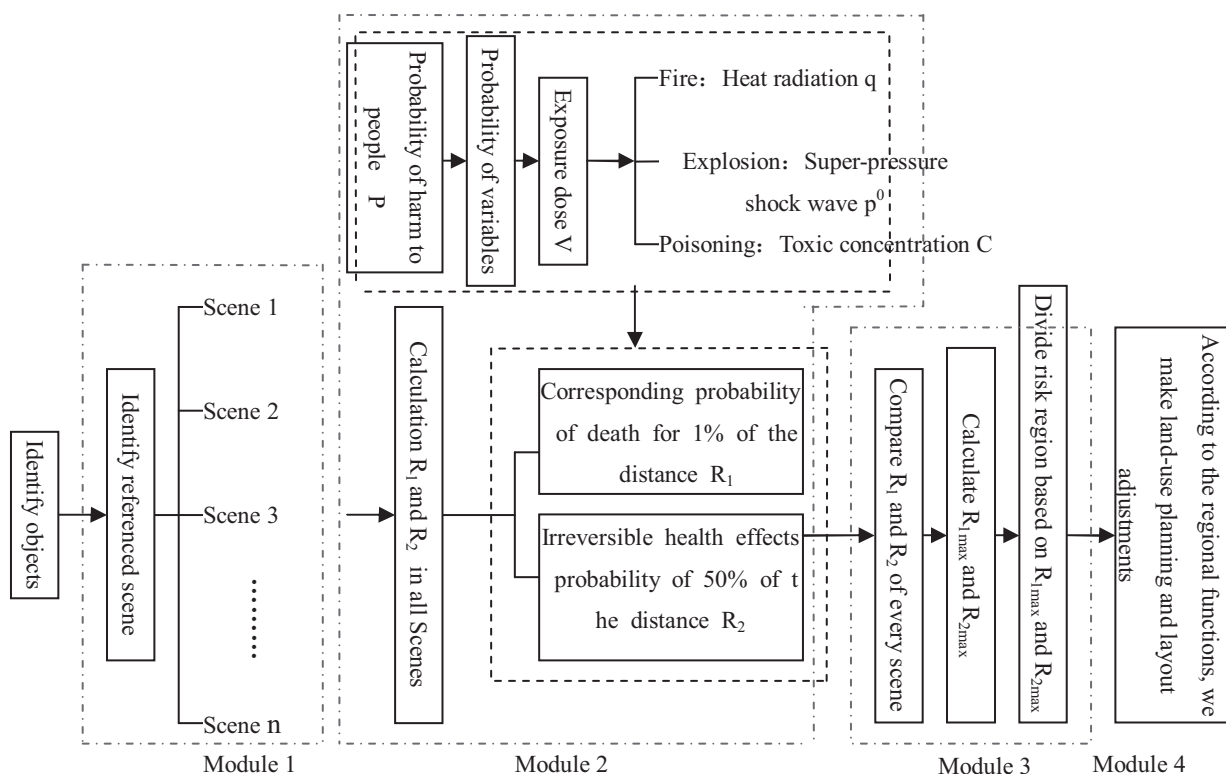 Identify objects
Identify referenced scene
Scene 1
Scene 2
Scene 3
………
Scene n
Module 1
Probability of harm to
people P
Probability of variables
Exposure dose V
Fire：Heat radiation q
Explosion：Super-pressure
shock wave p⁰
Poisoning：Toxic concentration C
Calculation R₁ and R₂ in all Scenes
Corresponding probability
of death for 1% of the
distance R₁
Irreversible health effects
probability of 50% of t
he distance R₂
Module 2
Compare R₁ and R₂ of every scene
Calculate R₁max and R₂max
Divide risk region based on R₁max and R₂max
Module 3
According to the regional functions, we
make land-use planning and layout
adjustments
Module 4